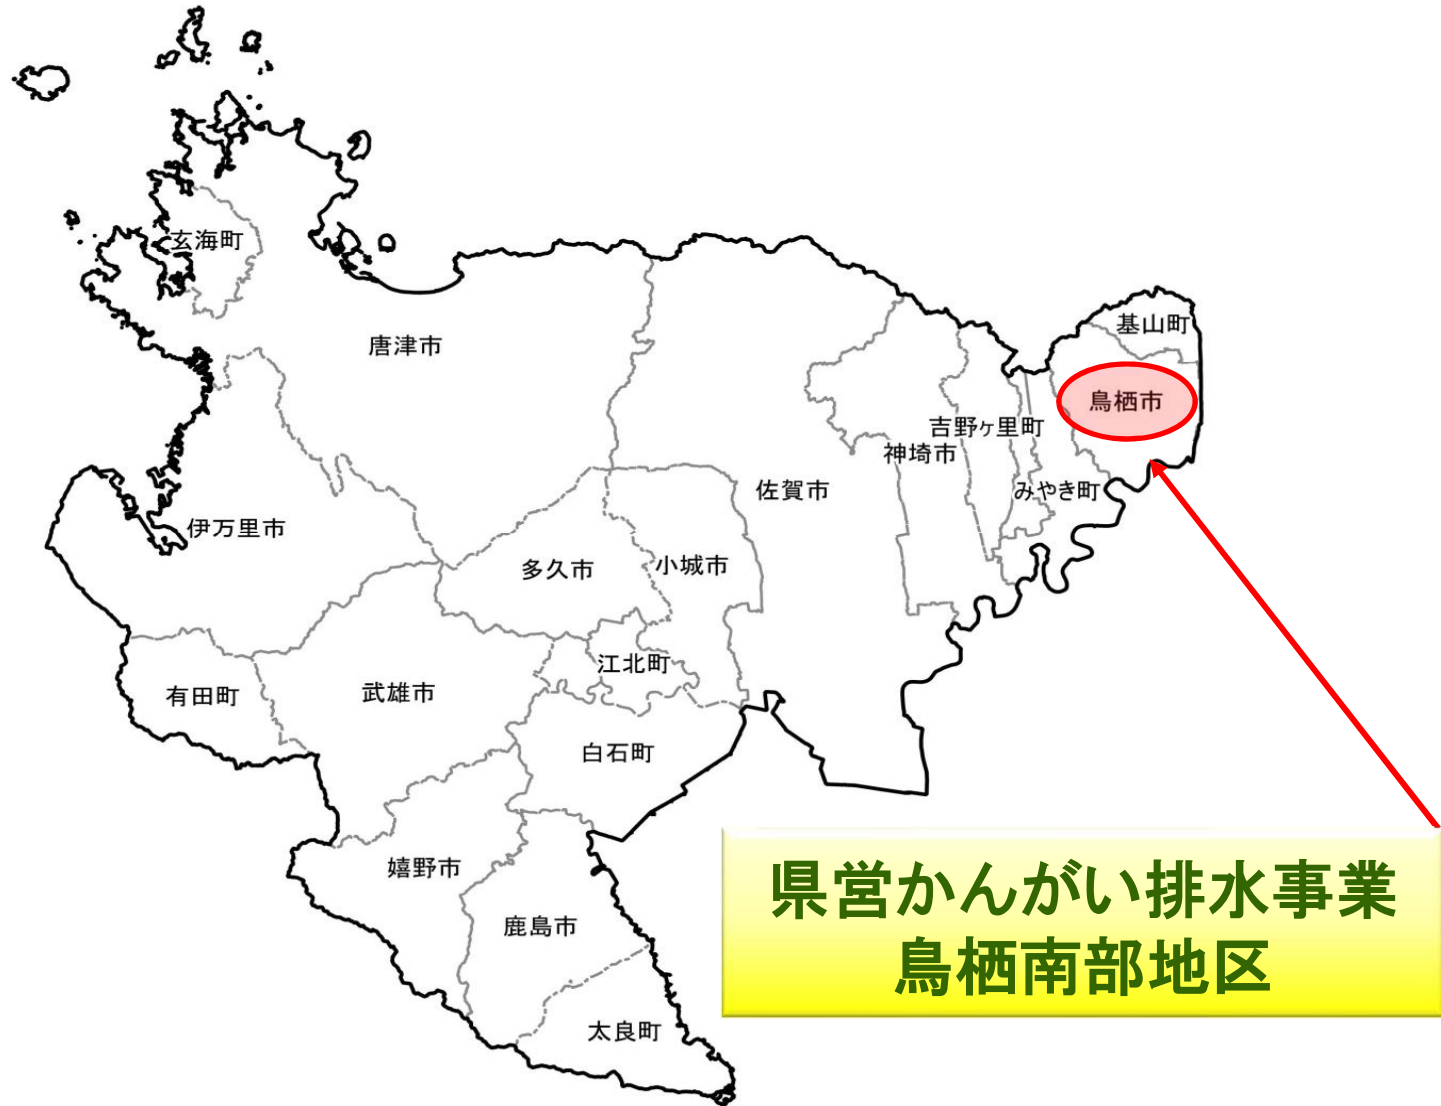 玄海町
基山町
唐津市
鳥栖市
吉野ヶ里町
神埼市
佐賀市
みやき町
伊万里市
多久市
小城市
江北町
有田町
武雄市
白石町
嬉野市
鹿島市
太良町
県営かんがい排水事業
鳥栖南部地区